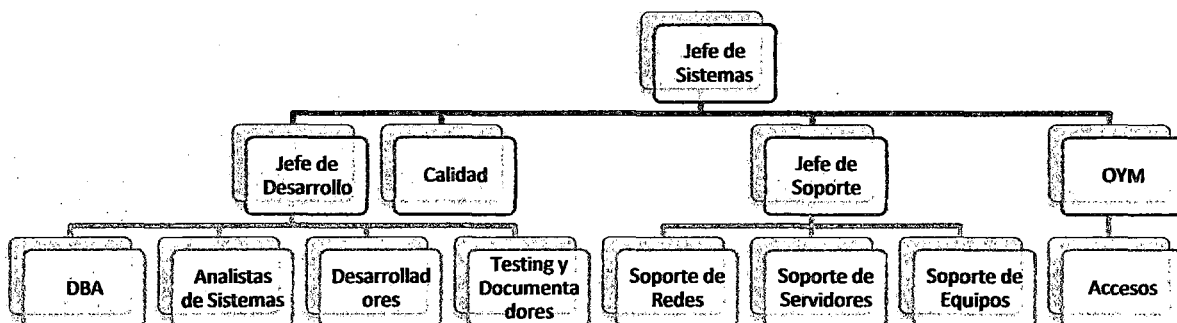 Jefe de
Sistemas
Jefe de
Desarrollo
Calidad
Jefe de
Soporte
OYM
DBA
Analistas
de Sistemas
Desarrollad
ores
Testing y
Documenta
dores
Soporte de
Redes
Soporte de
Servidores
Soporte de
Equipos
Accesos